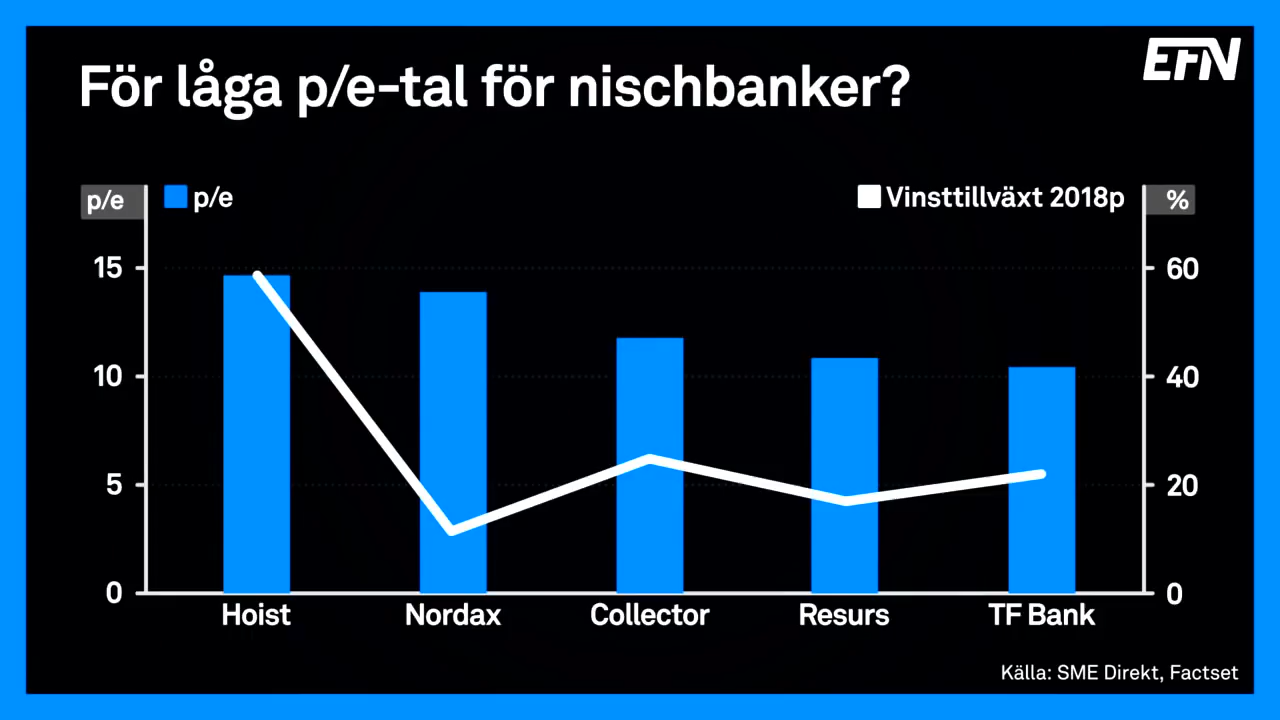 EFN
För låga p/e-tal för nischbanker?
p/e
p/e
Vinsttillväxt 2018p
%
15
10
5
0
60
40
20
0
Hoist
Nordax
Collector
Resurs
TF Bank
Källa: SME Direkt, Factset